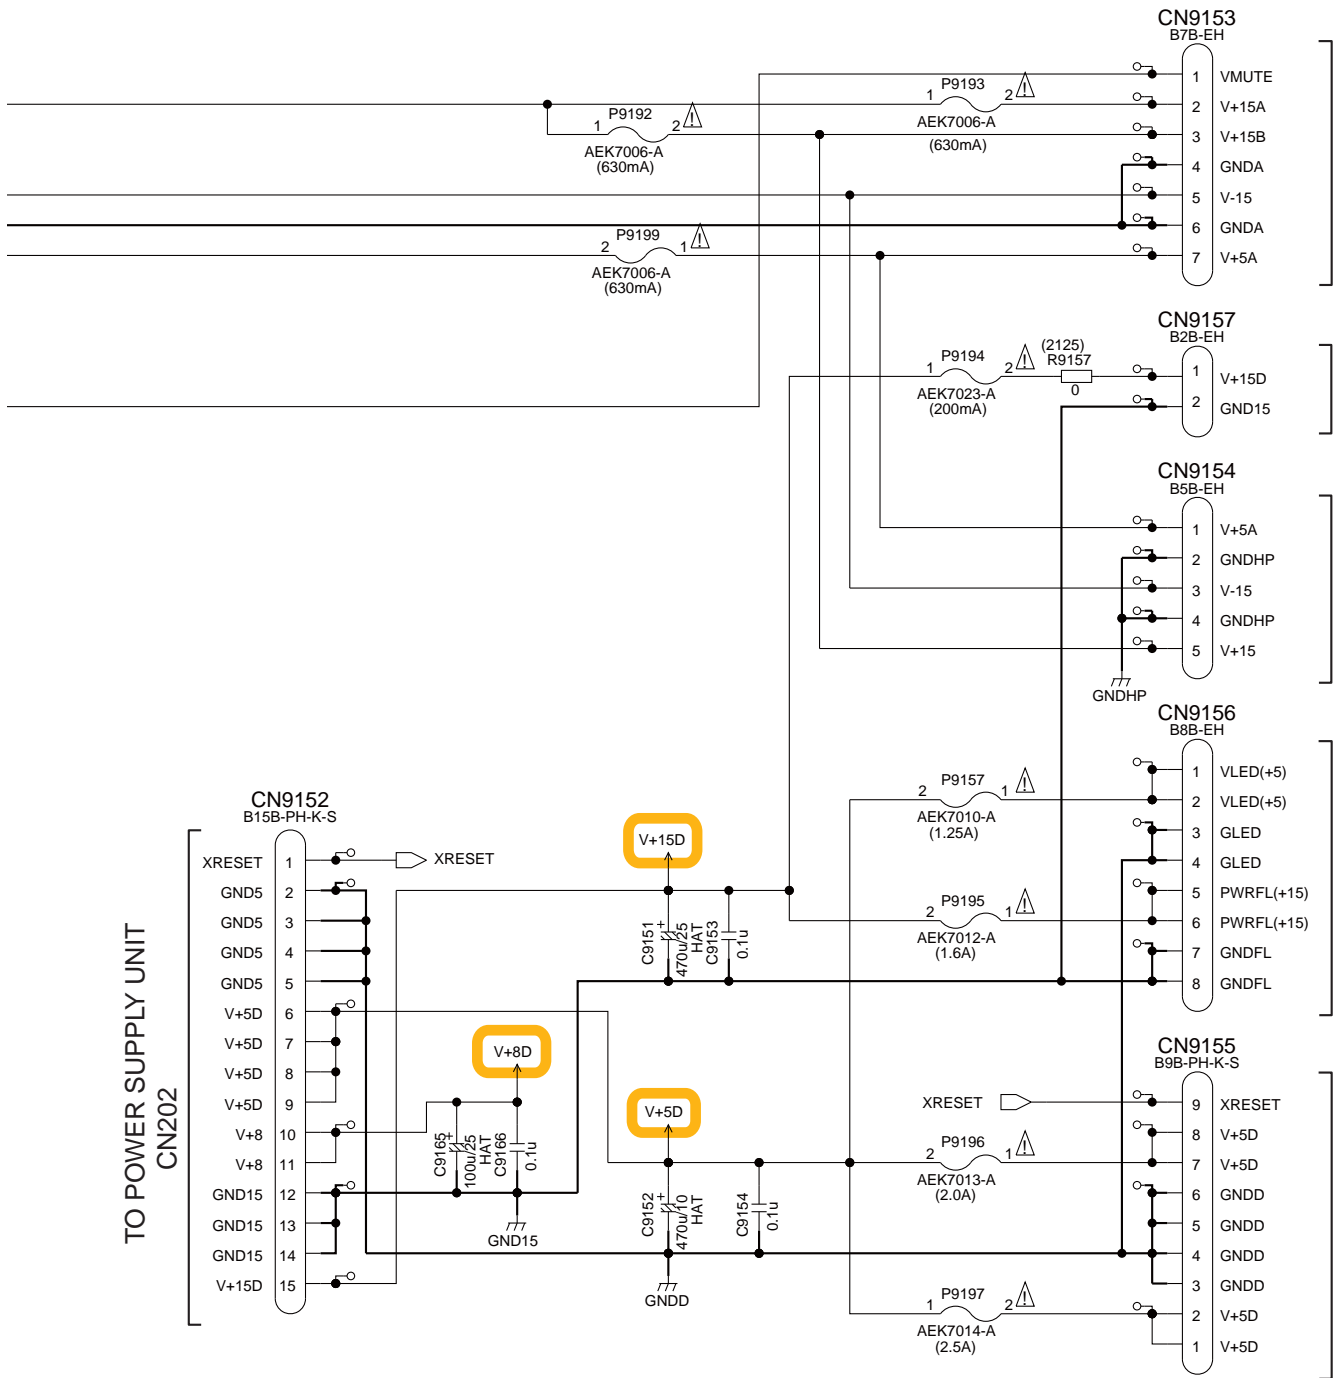 CN9153
B7B-EH
1 VMUTE
2 V+15A
3 V+15B
4 GNDA
5 V-15
6 GNDA
7 V+5A
P9193
1 2
AEK7006-A
(630mA)
P9192
1 2
AEK7006-A
(630mA)
P9199
2 1
AEK7006-A
(630mA)
CN9157
B2B-EH
1 V+15D
2 GND15
P9194
1 2
AEK7023-A
(200mA)
(2125)
R9157
0
CN9154
B5B-EH
1 V+5A
2 GNDHP
3 V-15
4 GNDHP
5 V+15
GNDHP
CN9156
B8B-EH
1 VLED(+5)
2 VLED(+5)
3 GLED
4 GLED
5 PWRFL(+15)
6 PWRFL(+15)
7 GNDFL
8 GNDFL
P9157
2 1
AEK7010-A
(1.25A)
P9195
2 1
AEK7012-A
(1.6A)
TO POWER SUPPLY UNIT
CN202
CN9152
B15B-PH-K-S
XRESET 1
GND5 2
GND5 3
GND5 4
GND5 5
V+5D 6
V+5D 7
V+5D 8
V+5D 9
V+8 10
V+8 11
GND15 12
GND15 13
GND15 14
V+15D 15
XRESET
V+15D
C9151
+
470u/25
HAT
C9153
0.1u
V+8D
C9165
+
100u/25
HAT
C9166
0.1u
GND15
V+5D
C9152
+
470u/10
HAT
C9154
0.1u
GNDD
CN9155
B9B-PH-K-S
XRESET
9 XRESET
8 V+5D
7 V+5D
6 GNDD
5 GNDD
4 GNDD
3 GNDD
2 V+5D
1 V+5D
P9196
2 1
AEK7013-A
(2.0A)
P9197
1 2
AEK7014-A
(2.5A)